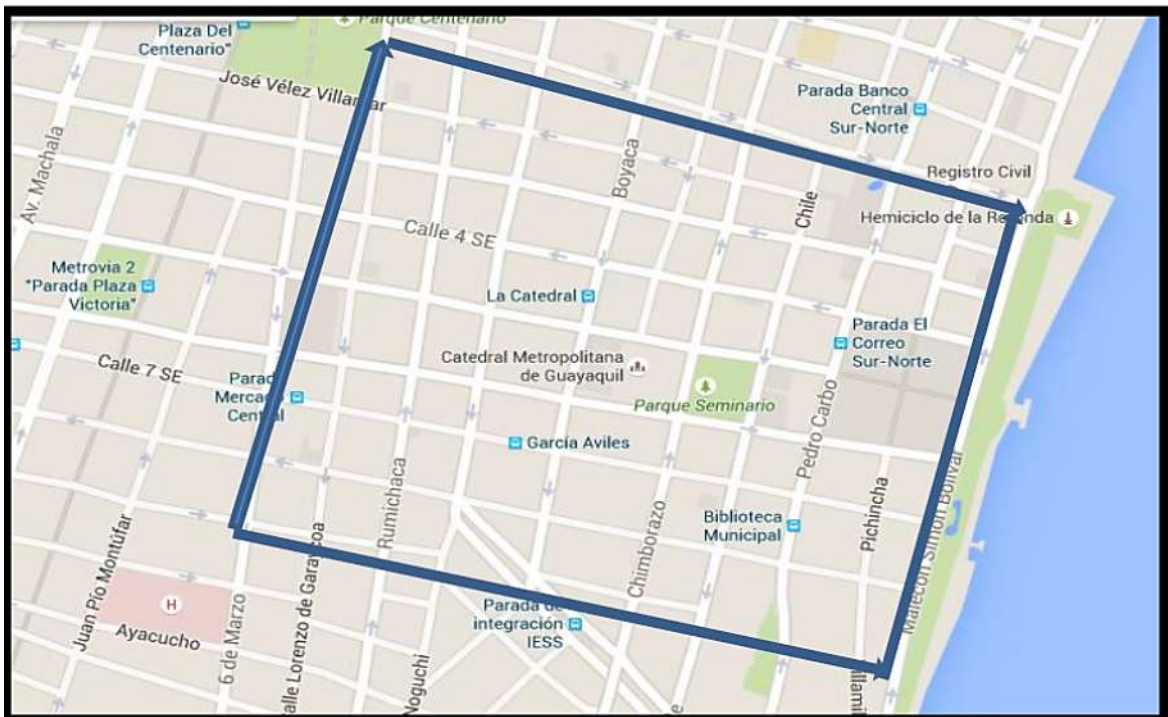 Parque Centenario
Plaza Del
Centenario"
José Vélez Villamar
Parada Banco
Central
Sur-Norte
Av. Machala
Boyaca
Registro Civil
Chile
Hemiciclo de la
Calle 4 SE
Metrovia 2
"Parada Plaza
Victoria"
La Catedral
Parada El
Correo
Sur-Norte
Catedral Metropolitana
de Guayaquil
Calle 7 SE
Mercado
Central
Parque Seminario
García Aviles
Pedro Carbo
Rumichaca
Pichincha
Malecón Simón Bolívar
Biblioteca
Municipal
Chimborazo
Juan Pío Montúfar
H
Ayacucho
6 de Marzo
Calle Lorenzo de Garaycoa
Parada de
integración
IESS
Noguchi